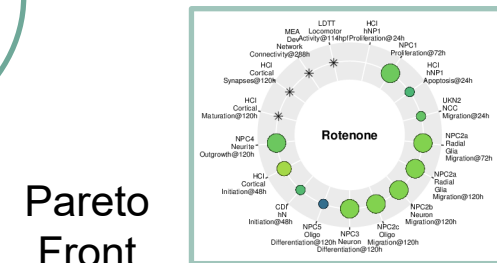 Pareto
Front
Rotenone
LDTT
Locomotor
Activity@114hpf
HCI
hNP1
Proliferation@24h
NPC1
Proliferation@72h
HCI
hNP1
Apoptosis@24h
UKN2
NCC
Migration@24h
NPC2a
Radial
Glia
Migration@72h
NPC2a
Radial
Glia
Migration@120h
NPC2b
Neuron
Migration@120h
NPC2c
Oligo
Migration@120h
NPC3
Neuron
Differentiation@120h
NPC5
Oligo
Differentiation@120h
CDI
hN
Initiation@48h
HCI
Cortical
Initiation@48h
NPC4
Neurite
Outgrowth@120h
HCI
Cortical
Maturation@120h
HCI
Cortical
Synapses@120h
MEA
Dev
Network
Connectivity@288h